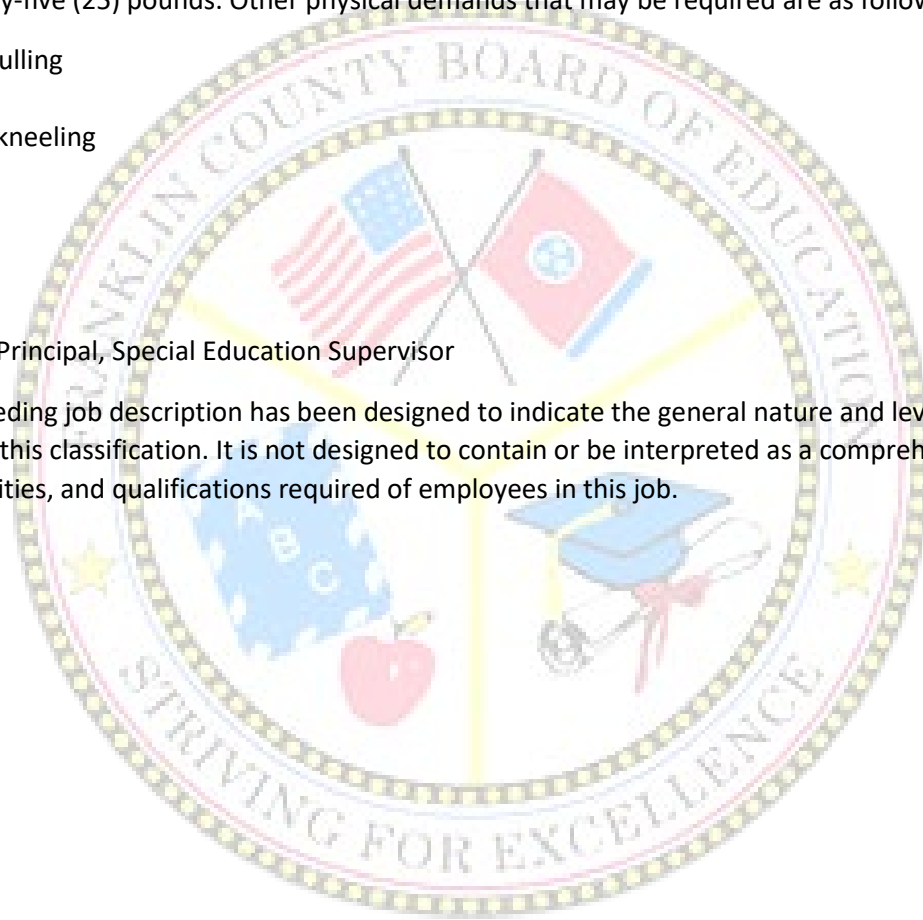 y-five (25) pounds. Other physical demands that may be required are as follow
ulling
kneeling
Principal, Special Education Supervisor
eding job description has been designed to indicate the general nature and lev
this classification. It is not designed to contain or be interpreted as a compreh
ities, and qualifications required of employees in this job.
FRANKLIN COUNTY BOARD OF EDUCATION
A B C
STRIVING FOR EXCELLENCE